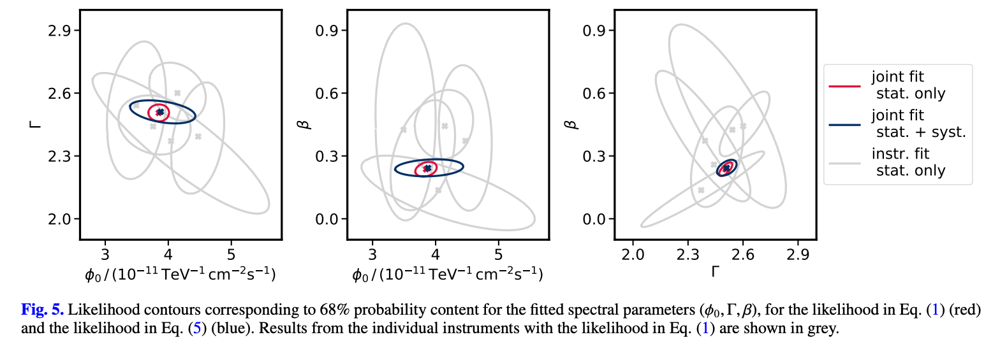 2.9
2.6
2.3
2.0
Γ
3 4 5
ϕ₀ / (10⁻¹¹ TeV⁻¹ cm⁻²s⁻¹)
0.9
0.6
0.3
0.0
β
3 4 5
ϕ₀ / (10⁻¹¹ TeV⁻¹ cm⁻²s⁻¹)
0.9
0.6
0.3
0.0
β
2.0 2.3 2.6 2.9
Γ
joint fit
stat. only
joint fit
stat. + syst.
instr. fit
stat. only
Fig. 5. Likelihood contours corresponding to 68% probability content for the fitted spectral parameters (ϕ₀, Γ, β), for the likelihood in Eq. (1) (red)
and the likelihood in Eq. (5) (blue). Results from the individual instruments with the likelihood in Eq. (1) are shown in grey.